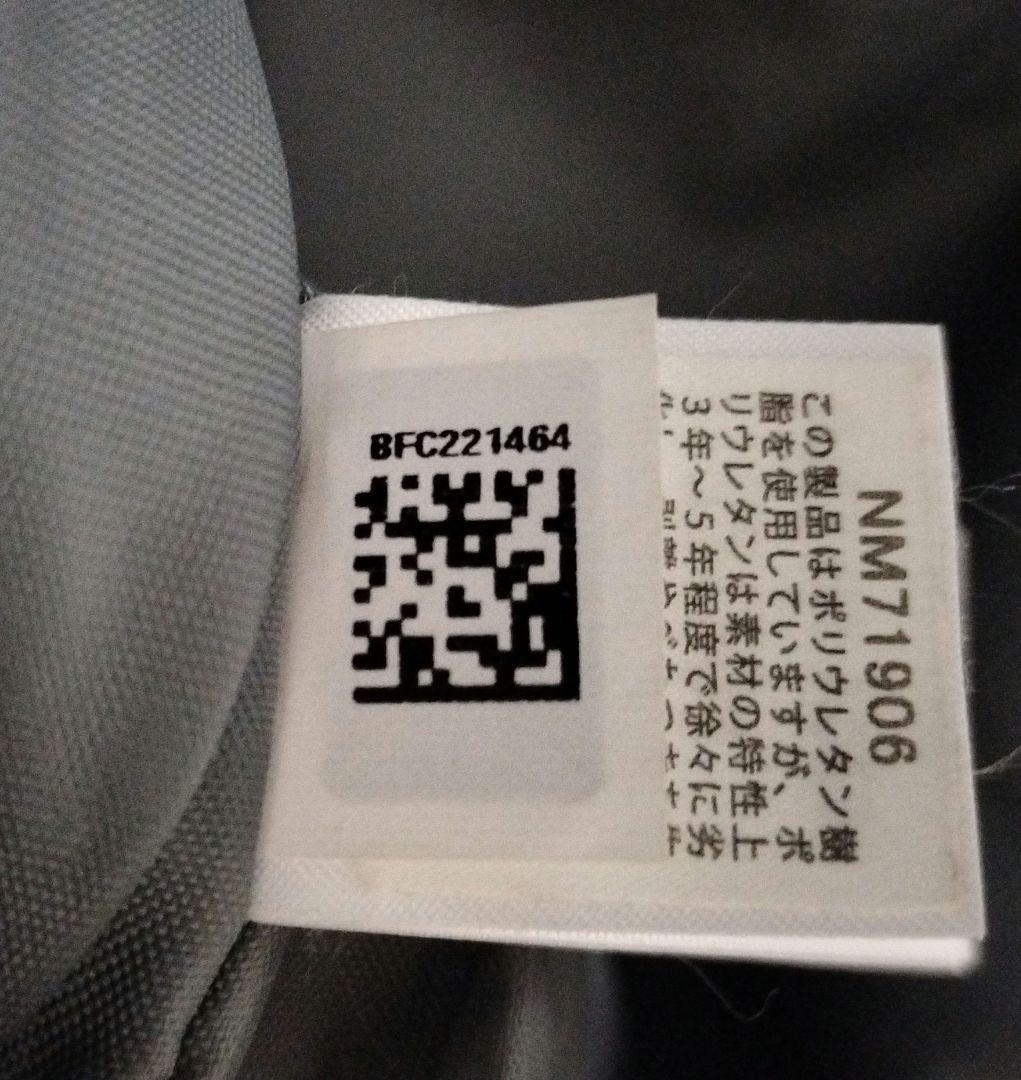 BFC221464
NM71906
この製品はポリウレタン樹
脂を使用していますが、ポ
リウレタンは素材の特性上
3年〜5年程度で徐々に劣